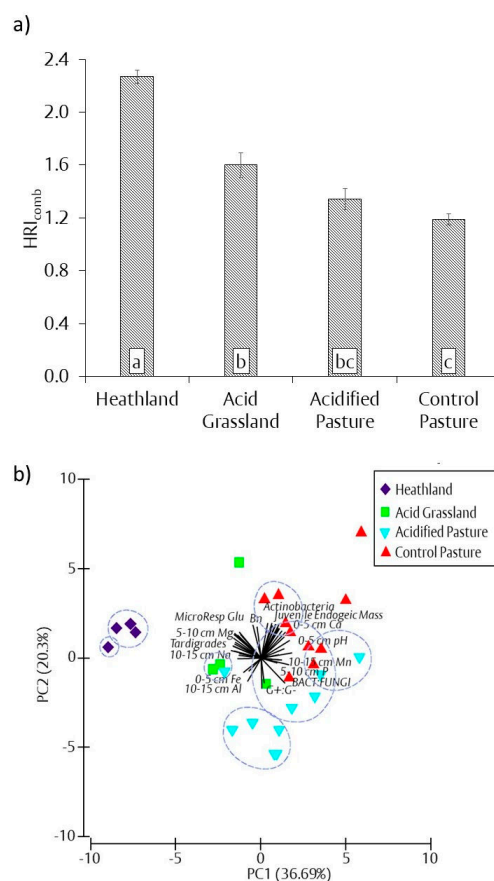 a)
2.4
2.0
1.6
1.2
0.8
0.4
0.0
HRIcomb
a
b
bc
c
Heathland
Acid
Grassland
Acidified
Pasture
Control
Pasture
b)
10
5
0
-5
-10
PC2 (20.3%)
Heathland
Acid Grassland
Acidified Pasture
Control Pasture
Actinobacteria
MicroResp Glu
Bn
Juvenile Endogeic Mass
0-5 cm Ca
5-10 cm Mg
Tardigrades
0-5 cm pH
10-15 cm Na
10-15 cm Mn
5-10 cm P
0-5 cm Fe
BACT:FUNGI
10-15 cm Al
G+:G-
-10
-5
0
5
10
PC1 (36.69%)